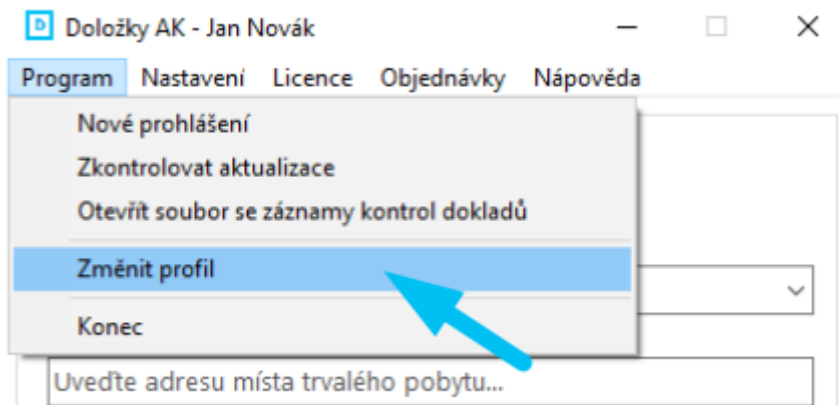 D Doložky AK - Jan Novák
Program Nastavení Licence Objednávky Nápověda
Nové prohlášení
Zkontrolovat aktualizace
Otevřít soubor se záznamy kontrol dokladů
Změnit profil
Konec
Uveďte adresu místa trvalého pobytu...